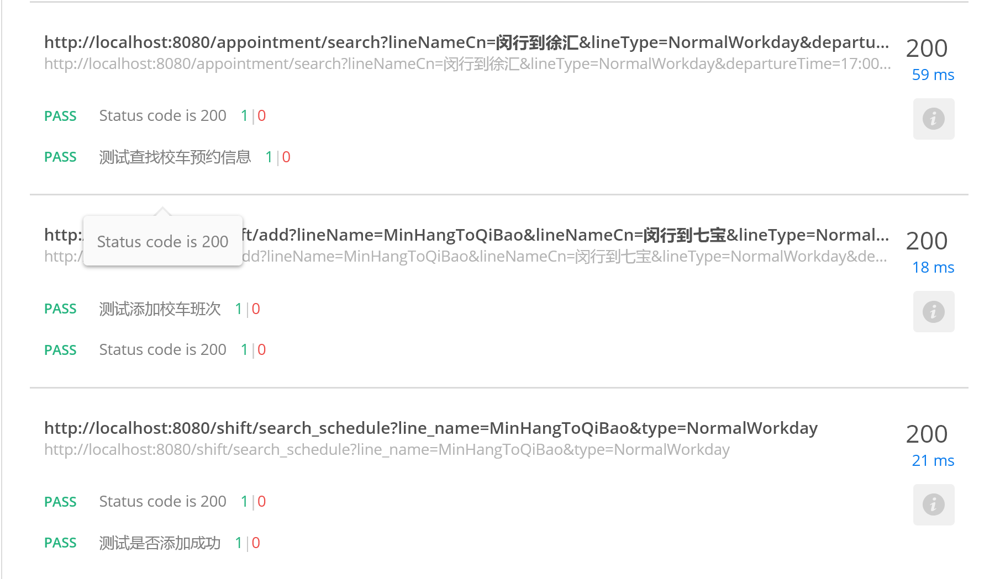 http://localhost:8080/appointment/search?lineNameCn=闵行到徐汇&lineType=NormalWorkday&departu... 200
http://localhost:8080/appointment/search?lineNameCn=闵行到徐汇&lineType=NormalWorkday&departureTime=17:00...
59 ms
PASS Status code is 200 1|0
PASS 测试查找校车预约信息 1|0
http: ft/add?lineName=MinHangToQiBao&lineNameCn=闵行到七宝&lineType=Normal... 200
Status code is 200
http:/ dd?lineName=MinHangToQiBao&lineNameCn=闵行到七宝&lineType=NormalWorkday&de...
18 ms
PASS 测试添加校车班次 1|0
PASS Status code is 200 1|0
http://localhost:8080/shift/search_schedule?line_name=MinHangToQiBao&type=NormalWorkday 200
http://localhost:8080/shift/search_schedule?line_name=MinHangToQiBao&type=NormalWorkday
21 ms
PASS Status code is 200 1|0
PASS 测试是否添加成功 1|0